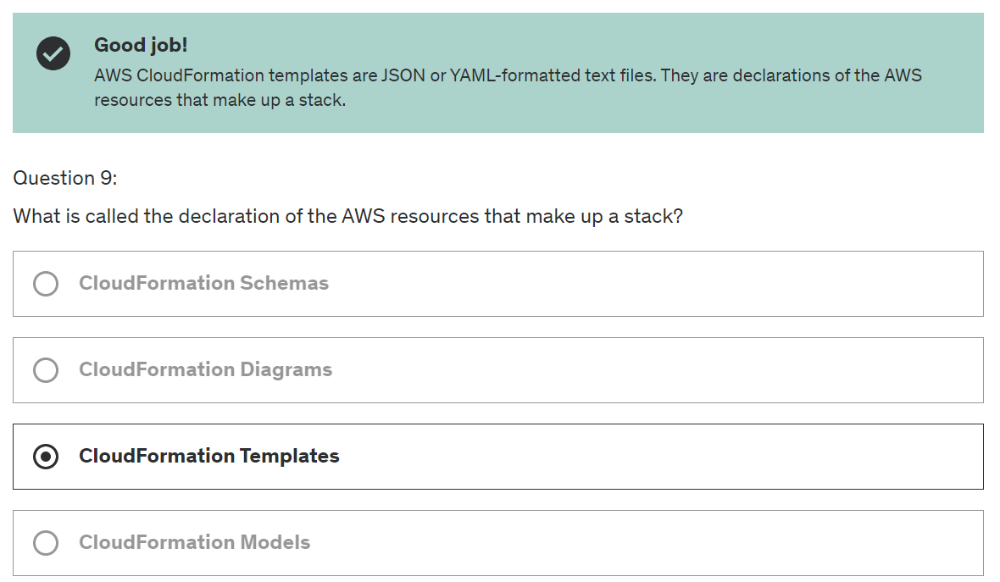 Good job!
AWS CloudFormation templates are JSON or YAML-formatted text files. They are declarations of the AWS
resources that make up a stack.
Question 9:
What is called the declaration of the AWS resources that make up a stack?
CloudFormation Schemas
CloudFormation Diagrams
CloudFormation Templates
CloudFormation Models